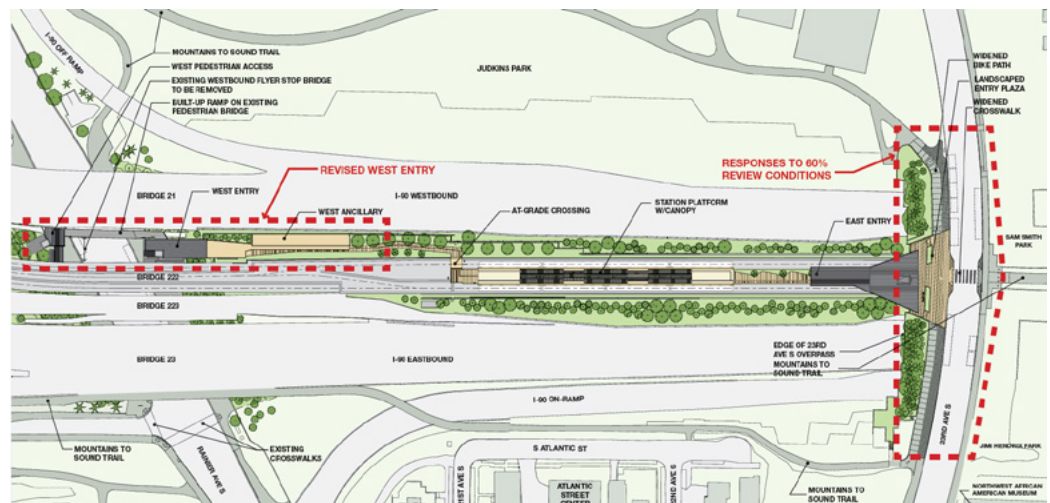 MOUNTAINS TO SOUND TRAIL
WEST PEDESTRIAN ACCESS
EXISTING WESTBOUND FLYER STOP BRIDGE
TO BE REMOVED
BUILT-UP RAMP ON EXISTING
PEDESTRIAN BRIDGE
I-90 OFF RAMP
JUDKINS PARK
WIDENED
BIKE PATH
LANDSCAPED
ENTRY PLAZA
WIDENED
CROSSWALK
REVISED WEST ENTRY
RESPONSES TO 60%
REVIEW CONDITIONS
BRIDGE 21
WEST ENTRY
I-90 WESTBOUND
WEST ANCILLARY
AT-GRADE CROSSING
STATION PLATFORM
W/CANOPY
EAST ENTRY
SAM SMITH
PARK
BRIDGE 222
BRIDGE 223
BRIDGE 23
I-90 EASTBOUND
EDGE OF 23RD
AVE S OVERPASS
MOUNTAINS TO
SOUND TRAIL
I-90 ON-RAMP
23RD AVE S
JIMI HENDRIX PARK
MOUNTAINS TO
SOUND TRAIL
RAINIER AVE S
EXISTING
CROSSWALKS
S ATLANTIC ST
ATLANTIC
STREET
MOUNTAINS TO
SOUND TRAIL
NORTHWEST AFRICAN
AMERICAN MUSEUM